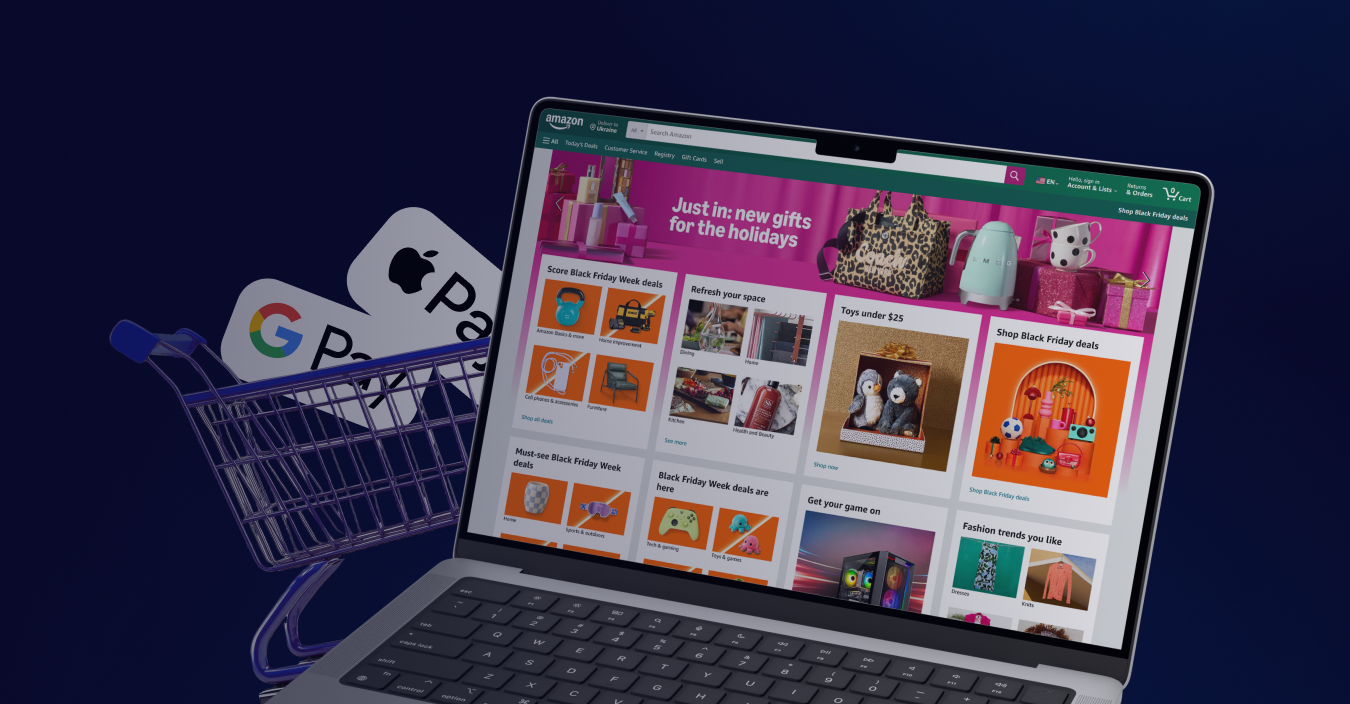 amazon
Deliver to
Ukraine
All
Search Amazon
EN
Hello, sign in
Account & Lists
Returns
& Orders
0
Cart
All
Today's Deals
Customer Service
Registry
Gift Cards
Sell
Shop Black Friday deals
Just in: new gifts
for the holidays
Score Black Friday Week deals
Amazon Basics & more
Home improvement
Cell phones & accessories
Furniture
Shop all deals
Refresh your space
Dining
Home
Kitchen
Health and Beauty
See more
Toys under $25
Shop now
Shop Black Friday deals
Shop Black Friday deals
Must-see Black Friday Week
deals
Home
Sports & outdoors
Black Friday Week deals are
here
Tech & gaming
Toys & games
Get your game on
Fashion trends you like
Dresses
Knits
Pa
G Pay
esc
tab
Q W E R T Y U I O P
caps lock
A S D F G H
shift
Z X C
fn
control
option